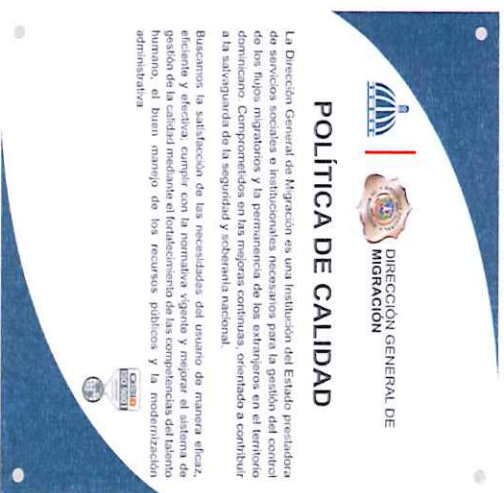 DIRECCIÓN GENERAL DE
MIGRACIÓN
POLÍTICA DE CALIDAD
La Dirección General de Migración es una Institución del Estado prestadora
de servicios sociales e institucionales necesarios para la gestión del control
de los flujos migratorios y la permanencia de los extranjeros en el territorio
dominicano. Comprometidos en las mejoras continuas, orientado a contribuir
a la salvaguarda de la seguridad y soberanía nacional.
Buscamos la satisfacción de las necesidades del usuario de manera eficaz,
eficiente y efectiva, cumplir con la normativa vigente y mejorar el sistema de
gestión de la calidad mediante el fortalecimiento de las competencias del talento
humano, el buen manejo de los recursos públicos y la modernización
administrativa.
ISO 9001